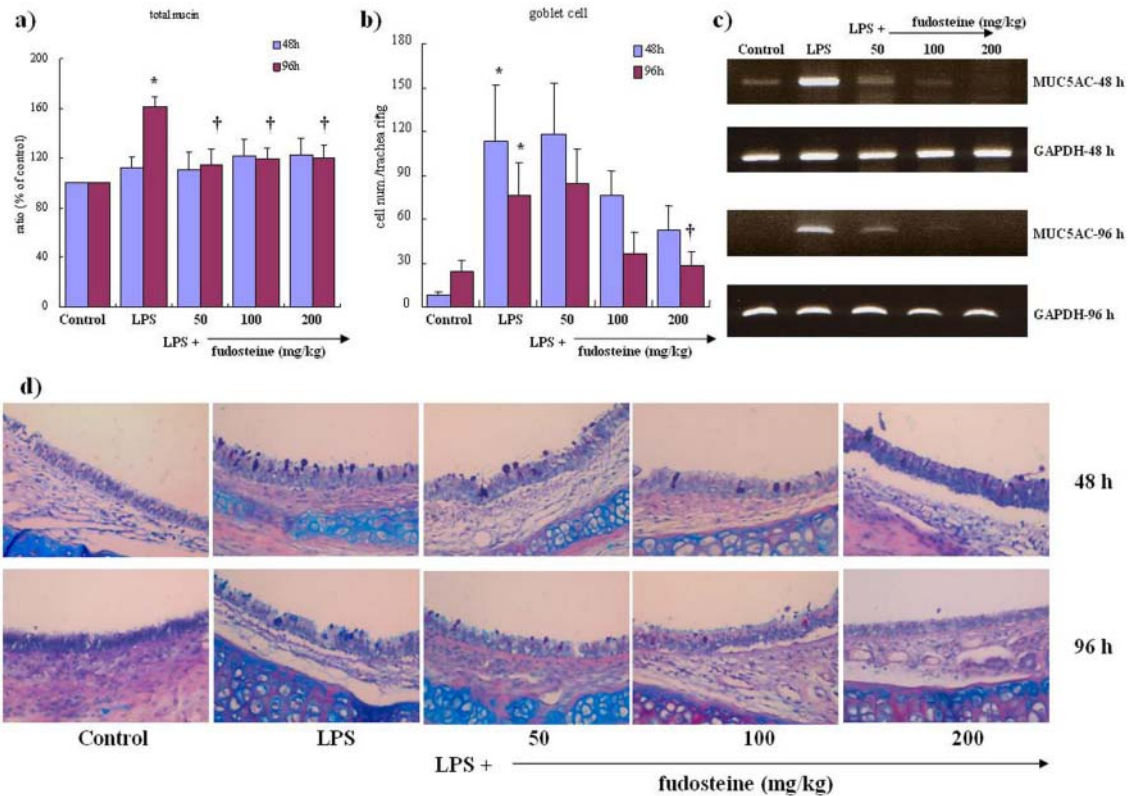 a)
total mucin
48h
96h
ratio (% of control)
200
160
120
80
40
0
*
†
†
†
Control
LPS
50
100
200
LPS +
fudosteine (mg/kg)
b)
goblet cell
48h
96h
cell num./trachea ring
180
150
120
90
60
30
0
*
*
†
Control
LPS
50
100
200
LPS +
fudosteine (mg/kg)
c)
LPS +
fudosteine (mg/kg)
Control
LPS
50
100
200
MUC5AC-48 h
GAPDH-48 h
MUC5AC-96 h
GAPDH-96 h
d)
48 h
96 h
Control
LPS
50
100
200
LPS +
fudosteine (mg/kg)